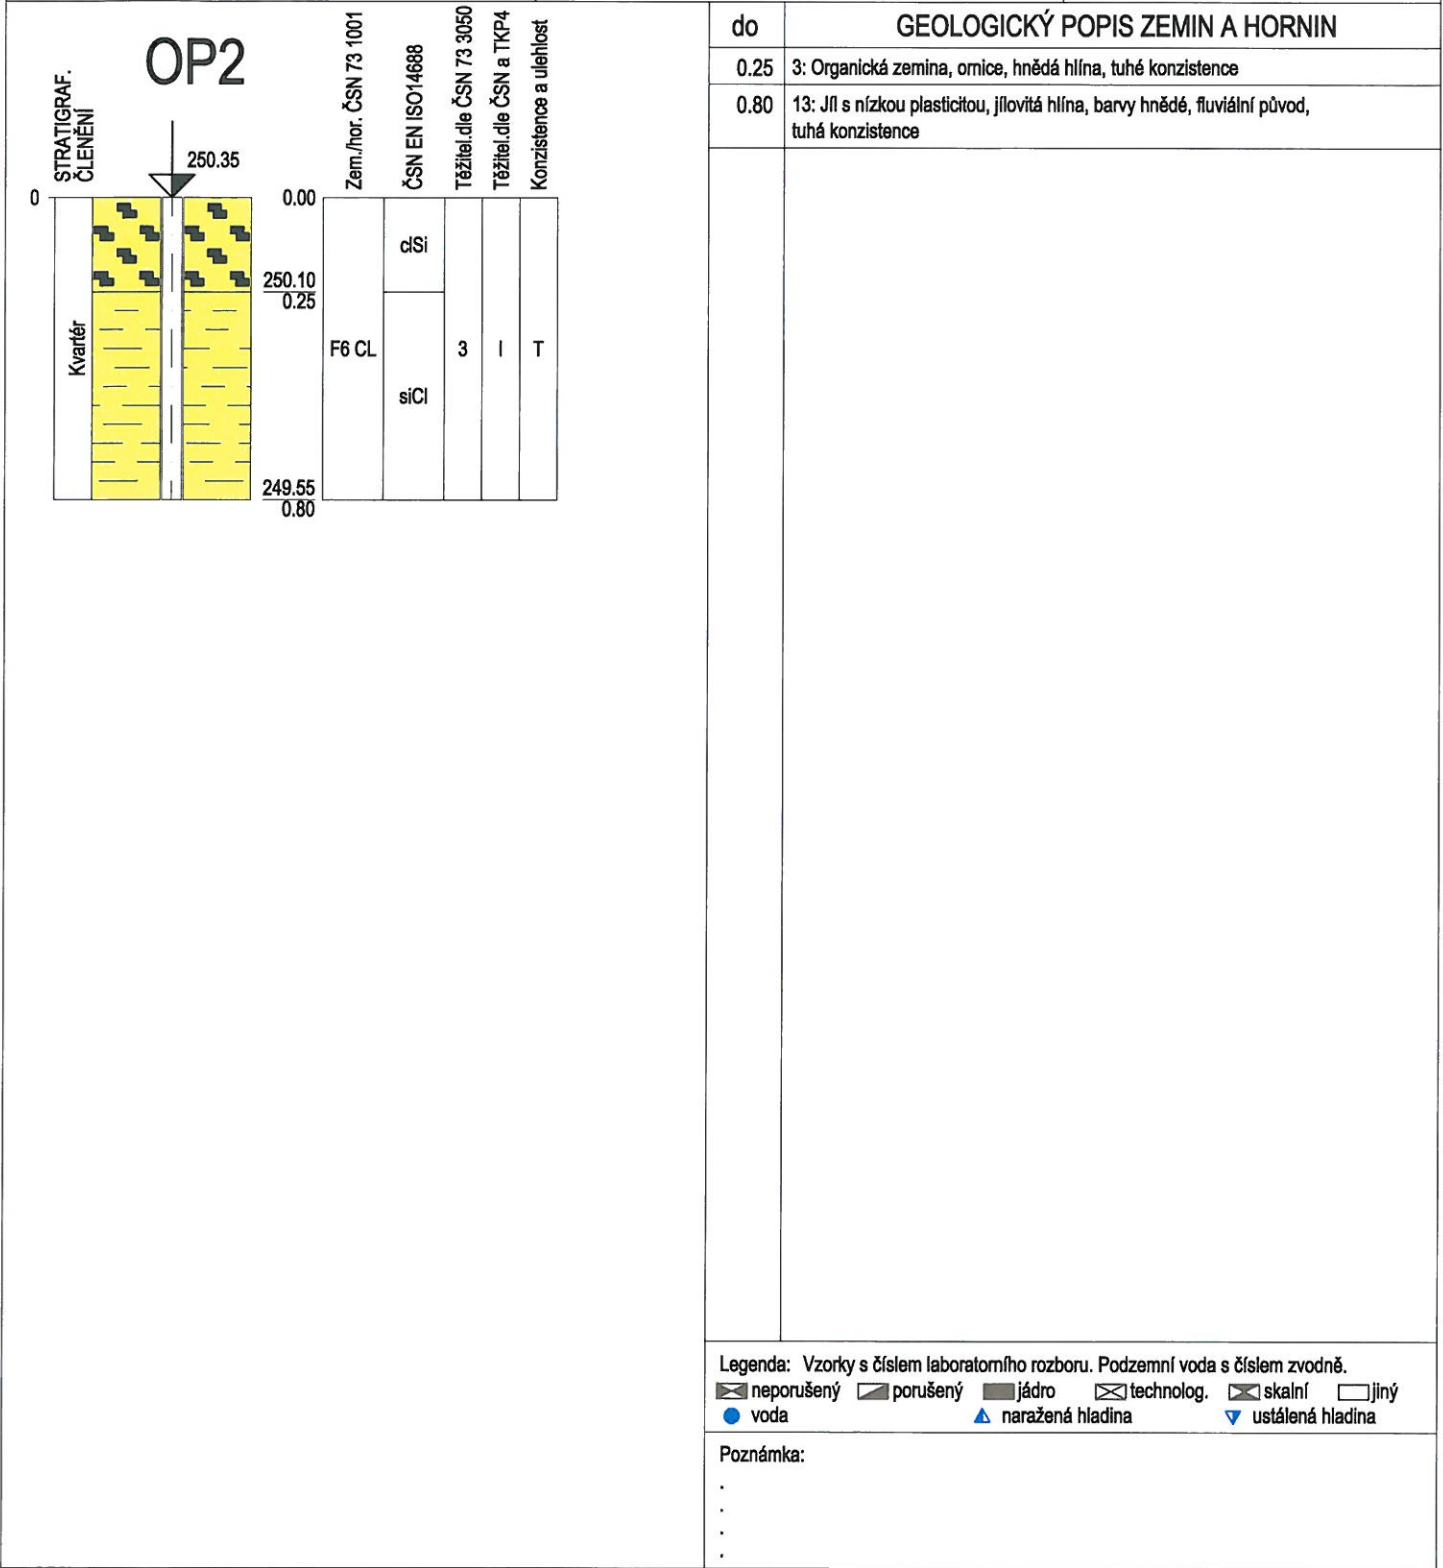 OP2
STRATIGRAF.
ČLENĚNÍ
250.35
Zem./hor. ČSN 73 1001
ČSN EN ISO14688
Těžitel.dle ČSN 73 3050
Těžitel.dle ČSN a TKP4
Konzistence a ulehlost
0
0.00
clSi
250.10
0.25
Kvartér
F6 CL
3
I
T
siCl
249.55
0.80
do
GEOLOGICKÝ POPIS ZEMIN A HORNIN
0.25 3: Organická zemina, ornice, hnědá hlína, tuhé konzistence
0.80 13: Jíl s nízkou plasticitou, jílovitá hlína, barvy hnědé, fluviální původ,
tuhá konzistence
Legenda: Vzorky s číslem laboratorního rozboru. Podzemní voda s číslem zvodně.
neporušený porušený jádro technolog. skalní jiný
voda naražená hladina ustálená hladina
Poznámka:
.
.
.
.